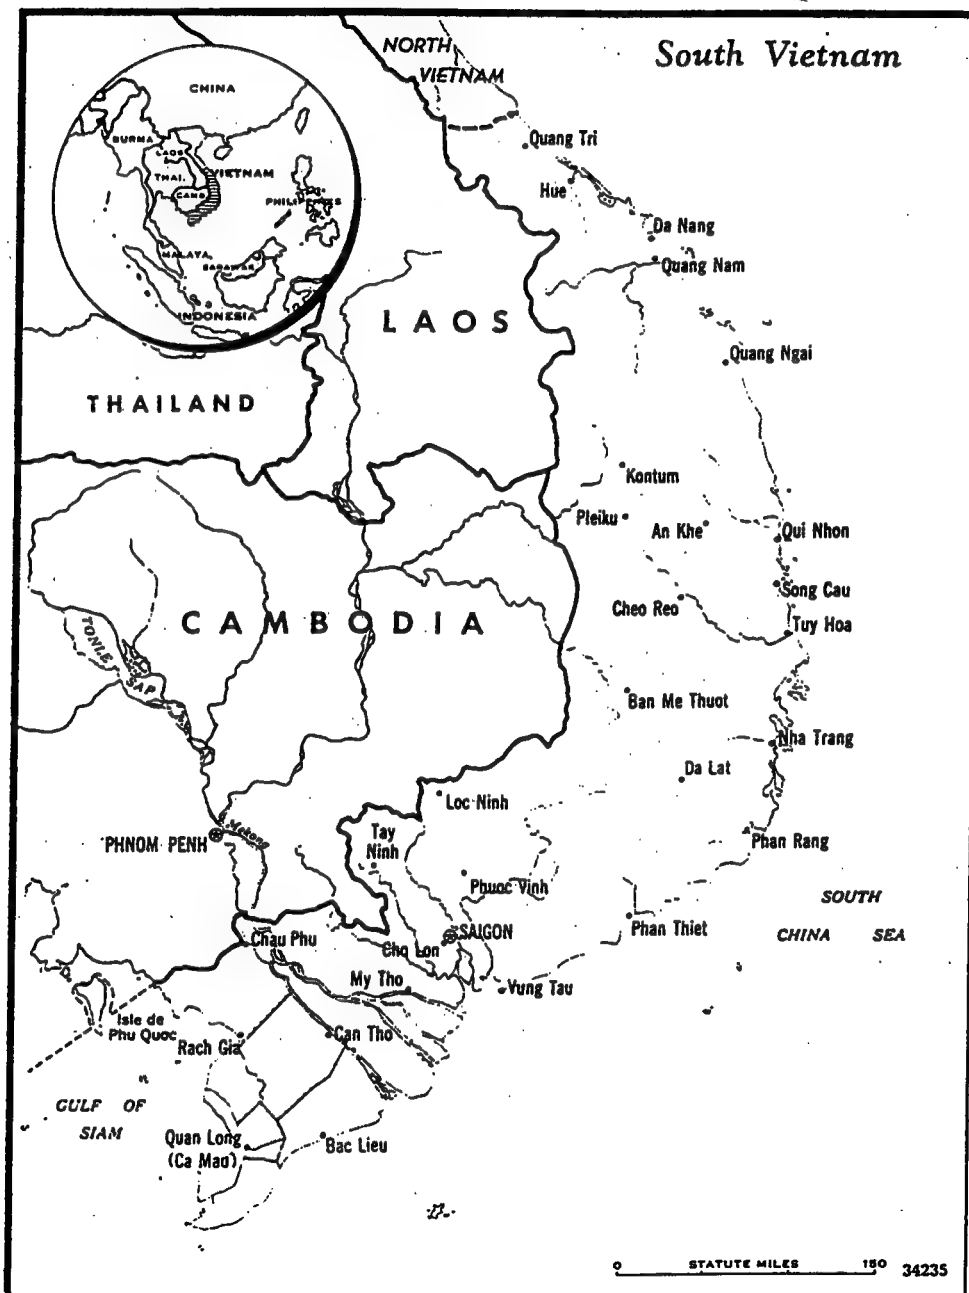 South Vietnam
NORTH
VIETNAM
CHINA
BURMA
LAOS
THAI.
VIETNAM
CAMB.
PHILIPPINES
MALAYA
SARAWAK
INDONESIA
Quang Tri
Hue
Da Nang
Quang Nam
LAOS
Quang Ngai
THAILAND
Kontum
Pleiku
An Khe
Qui Nhon
Song Cau
Cheo Reo
Tuy Hoa
CAMBODIA
TONLE
SAP
Ban Me Thuot
Nha Trang
Da Lat
Loc Ninh
Phan Rang
PHNOM PENH
Mekong
Tay
Ninh
Phuoc Vinh
SOUTH
CHINA SEA
Phan Thiet
SAIGON
Cho Lon
Chau Phu
My Tho
Vung Tau
Isle de
Phu Quoc
Rach Gia
Can Tho
GULF OF
SIAM
Quan Long
(Ca Mau)
Bac Lieu
0 STATUTE MILES 150
34235